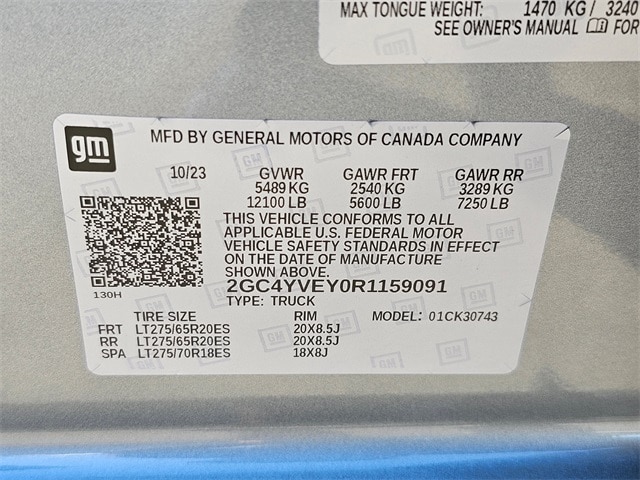 MAX TONGUE WEIGHT: 1470 KG/ 3240
SEE OWNER'S MANUAL FOR
gm
MFD BY GENERAL MOTORS OF CANADA COMPANY
10/23 GVWR GAWR FRT GAWR RR
5489 KG 2540 KG 3289 KG
12100 LB 5600 LB 7250 LB
THIS VEHICLE CONFORMS TO ALL
APPLICABLE U.S. FEDERAL MOTOR
VEHICLE SAFETY STANDARDS IN EFFECT
ON THE DATE OF MANUFACTURE
SHOWN ABOVE.
130H
2GC4YVEY0R1159091
TYPE: TRUCK
TIRE SIZE RIM MODEL: 01CK30743
FRT LT275/65R20ES 20X8.5J
RR LT275/65R20ES 20X8.5J
SPA LT275/70R18ES 18X8J